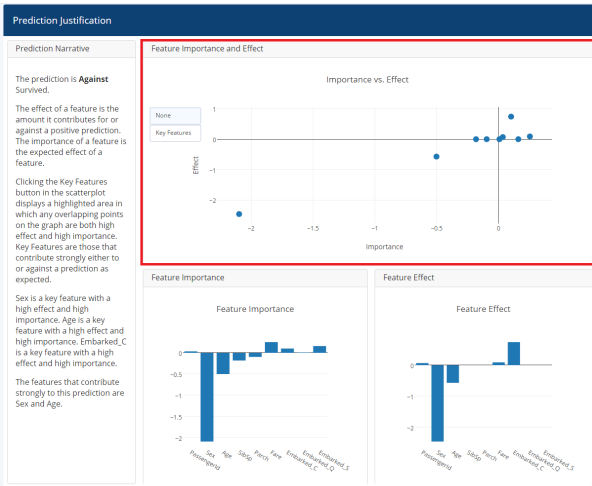 Prediction Justification
Prediction Narrative
The prediction is Against
Survived.
The effect of a feature is the
amount it contributes for or
against a positive prediction.
The importance of a feature is
the expected effect of a
feature.
Clicking the Key Features
button in the scatterplot
displays a highlighted area in
which any overlapping points
on the graph are both high
effect and high importance.
Key Features are those that
contribute strongly either to
or against a prediction as
expected.
Sex is a key feature with a
high effect and high
importance. Age is a key
feature with a high effect and
high importance. Embarked_C
is a key feature with a high
effect and high importance.
The features that contribute
strongly to this prediction are
Sex and Age.
Feature Importance and Effect
Importance vs. Effect
None
Key Features
Effect
1
0
−1
−2
−2
−1.5
−1
−0.5
0
Importance
Feature Importance
Feature Importance
0
−0.5
−1
−1.5
−2
PassengerId
Sex
Age
SibSp
Parch
Fare
Embarked_C
Embarked_Q
Embarked_S
Feature Effect
Feature Effect
0
−1
−2
PassengerId
Sex
Age
SibSp
Parch
Fare
Embarked_C
Embarked_Q
Embarked_S